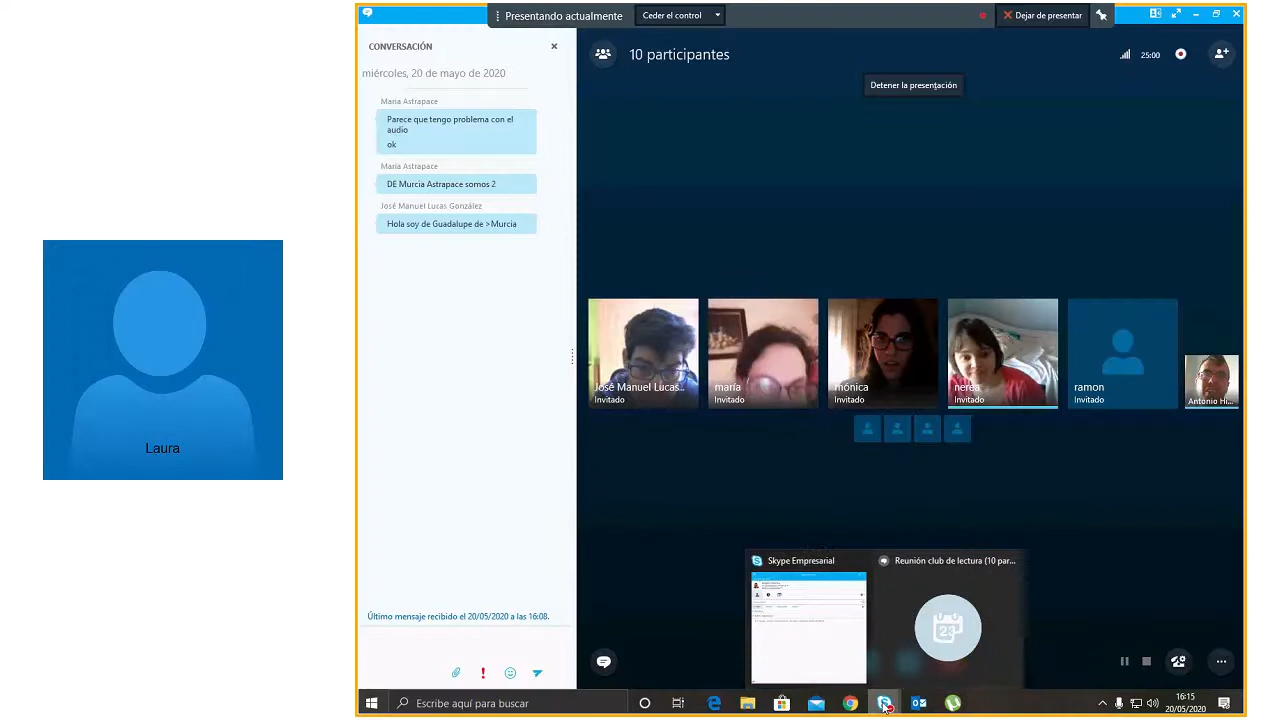 Presentando actualmente
Ceder el control
Dejar de presentar
CONVERSACIÓN
miércoles, 20 de mayo de 2020
Maria Astrapace
Parece que tengo problema con el
audio
ok
Maria Astrapace
DE Murcia Astrapace somos 2
José Manuel Lucas González
Hola soy de Guadalupe de >Murcia
Último mensaje recibido el 20/05/2020 a las 16:08.
10 participantes
25:00
Detener la presentación
José Manuel Lucas...
Invitado
maría
Invitado
mónica
Invitado
nerea
Invitado
ramon
Invitado
Antonio Hi...
Laura
Skype Empresarial
Reunión club de lectura (10 par...
23
Escribe aquí para buscar
16:15
20/05/2020